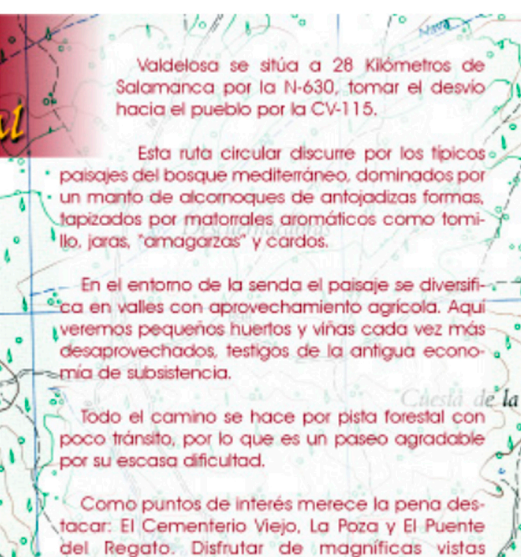 Valdelosa se sitúa a 28 Kilómetros de
Salamanca por la N-630, tomar el desvío
hacia el pueblo por la CV-115.
Esta ruta circular discurre por los típicos
paisajes del bosque mediterráneo, dominados por
un manto de alcornoques de antojadizas formas,
tapizados por matorrales aromáticos como tomi-
llo, jaras, "amagarzas" y cardos.
En el entorno de la senda el paisaje se diversifi-
ca en valles con aprovechamiento agrícola. Aquí
veremos pequeños huertos y viñas cada vez más
desaprovechados, testigos de la antigua econo-
mía de subsistencia.
Cuesta de la
Todo el camino se hace por pista forestal con
poco tránsito, por lo que es un paseo agradable
por su escasa dificultad.
Como puntos de interés merece la pena des-
tacar: El Cementerio Viejo, La Poza y El Puente
del Regato. Disfrutar de magníficas vistas